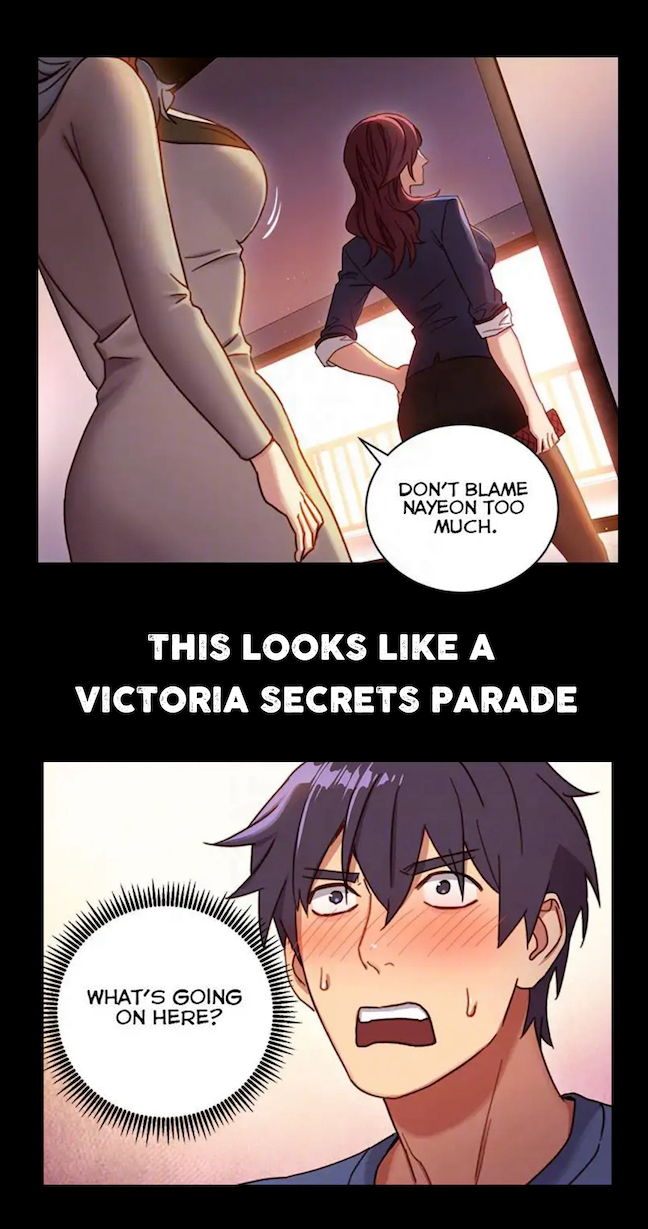 DON'T BLAME
NAYEON TOO
MUCH.
THIS LOOKS LIKE A
VICTORIA SECRETS PARADE
WHAT'S GOING
ON HERE?